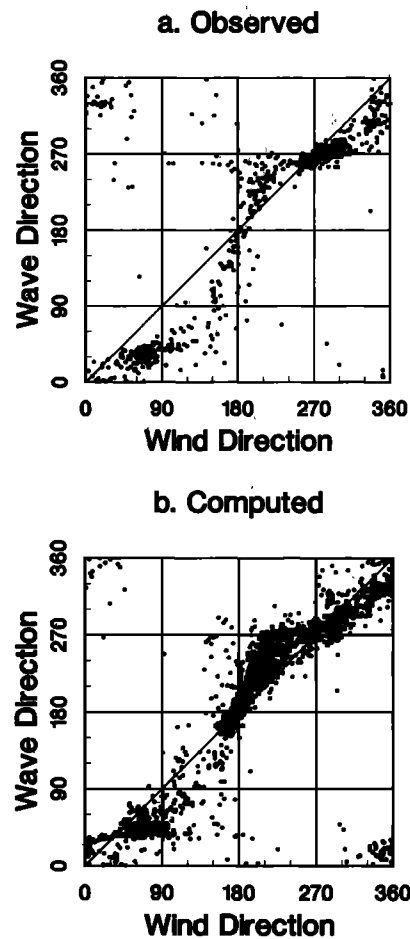 a. Observed
360
270
180
90
0
Wave Direction
0 90 180 270 360
Wind Direction
b. Computed
360
270
180
90
0
Wave Direction
0 90 180 270 360
Wind Direction